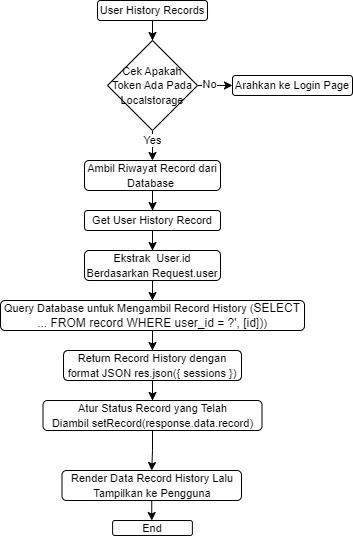 User History Records
Cek Apakah
Token Ada Pada
Localstorage
No
Arahkan ke Login Page
Yes
Ambil Riwayat Record dari
Database
Get User History Record
Ekstrak User.id
Berdasarkan Request.user
Query Database untuk Mengambil Record History (SELECT
... FROM record WHERE user_id = ?', [id]))
Return Record History dengan
format JSON res.json({ sessions })
Atur Status Record yang Telah
Diambil setRecord(response.data.record)
Render Data Record History Lalu
Tampilkan ke Pengguna
End